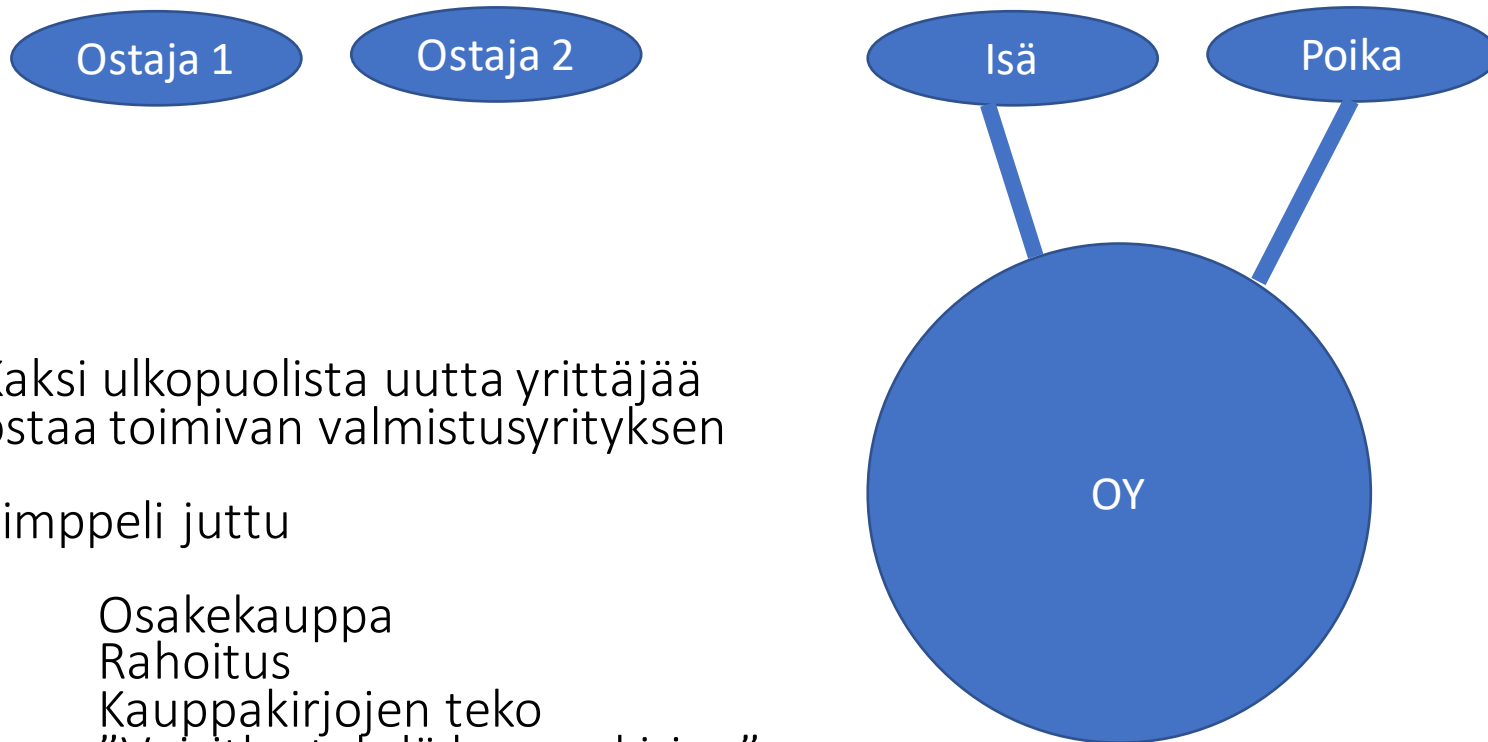 Ostaja 1
Ostaja 2
Isä
Poika
Kaksi ulkopuolista uutta yrittäjää
ostaa toimivan valmistusyrityksen
imppeli juttu
OY
Osakekauppa
Rahoitus
Kauppakirjojen teko